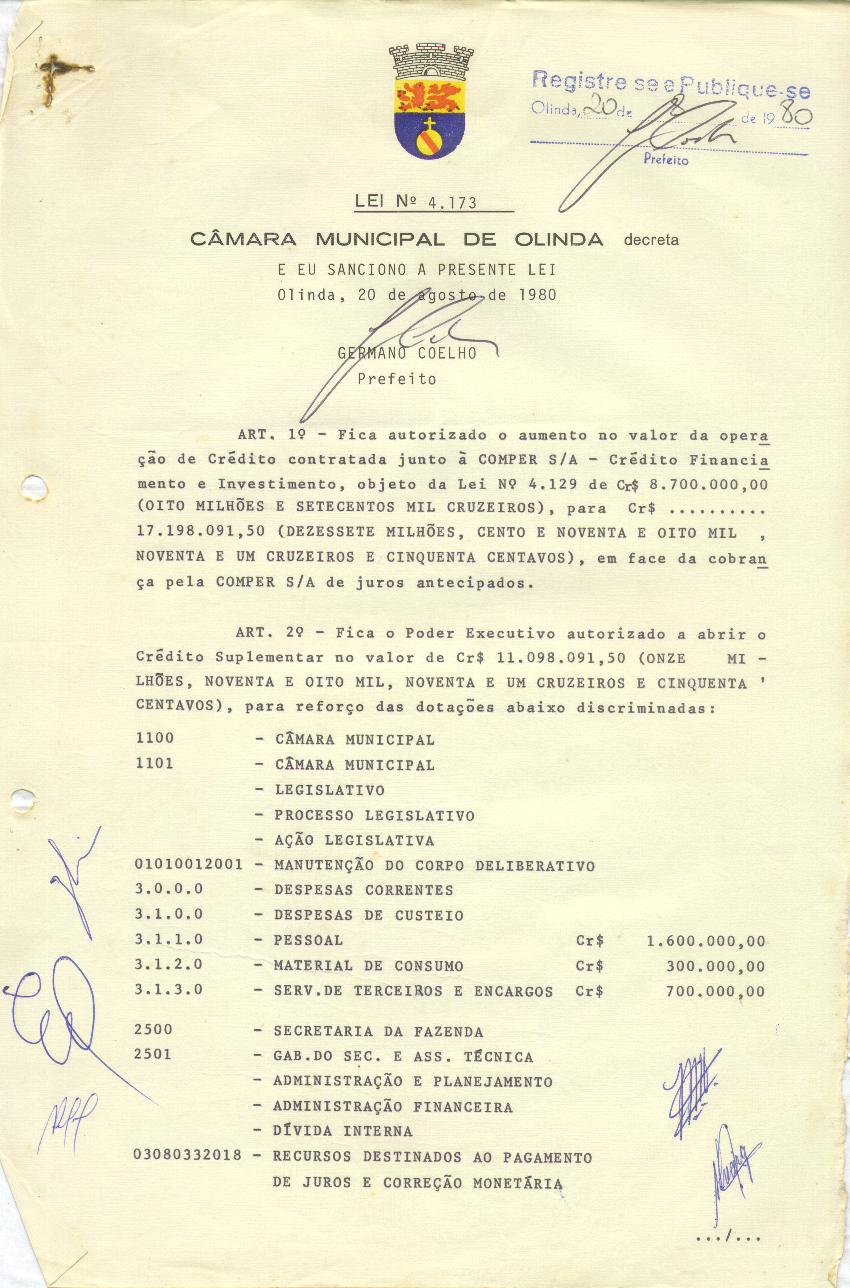 Registre se e Publique-se
Olinda, 20 de 8 de 1980
Prefeito
LEI Nº 4.173
CÂMARA MUNICIPAL DE OLINDA decreta
E EU SANCIONO A PRESENTE LEI
Olinda, 20 de agosto de 1980
GERMANO COELHO
Prefeito
ART. 1º - Fica autorizado o aumento no valor da opera
ção de Crédito contratada junto à COMPER S/A - Crédito Financia
mento e Investimento, objeto da Lei Nº 4.129 de Cr$ 8.700.000,00
(OITO MILHÕES E SETECENTOS MIL CRUZEIROS), para Cr$ ..........
17.198.091,50 (DEZESSETE MILHÕES, CENTO E NOVENTA E OITO MIL ,
NOVENTA E UM CRUZEIROS E CINQUENTA CENTAVOS), em face da cobran
ça pela COMPER S/A de juros antecipados.
ART. 2º - Fica o Poder Executivo autorizado a abrir o
Crédito Suplementar no valor de Cr$ 11.098.091,50 (ONZE MI -
LHÕES, NOVENTA E OITO MIL, NOVENTA E UM CRUZEIROS E CINQUENTA '
CENTAVOS), para reforço das dotações abaixo discriminadas:
1100 - CÂMARA MUNICIPAL
1101 - CÂMARA MUNICIPAL
- LEGISLATIVO
- PROCESSO LEGISLATIVO
- AÇÃO LEGISLATIVA
01010012001 - MANUTENÇÃO DO CORPO DELIBERATIVO
3.0.0.0 - DESPESAS CORRENTES
3.1.0.0 - DESPESAS DE CUSTEIO
3.1.1.0 - PESSOAL Cr$ 1.600.000,00
3.1.2.0 - MATERIAL DE CONSUMO Cr$ 300.000,00
3.1.3.0 - SERV.DE TERCEIROS E ENCARGOS Cr$ 700.000,00
2500 - SECRETARIA DA FAZENDA
2501 - GAB.DO SEC. E ASS. TÉCNICA
- ADMINISTRAÇÃO E PLANEJAMENTO
- ADMINISTRAÇÃO FINANCEIRA
- DÍVIDA INTERNA
03080332018 - RECURSOS DESTINADOS AO PAGAMENTO
DE JUROS E CORREÇÃO MONETÁRIA
.../...